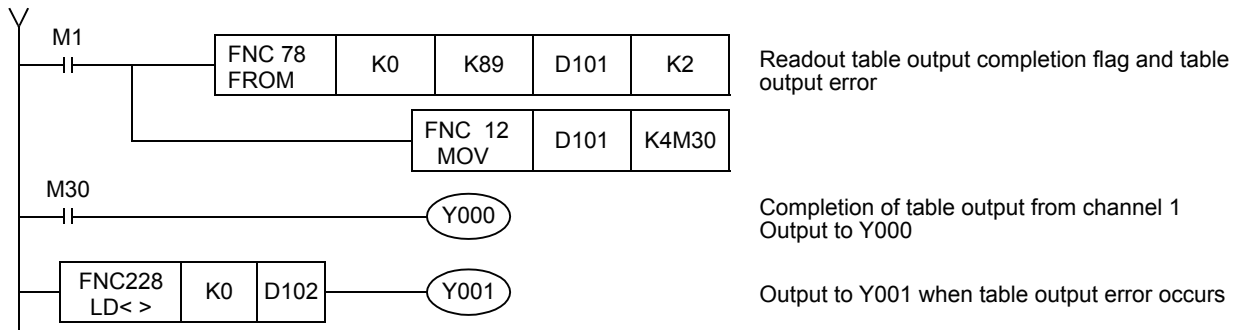 M1
FNC 78 K0 K89 D101 K2 Readout table output completion flag and table
FROM output error
FNC 12 D101 K4M30
MOV
M30
Y000 Completion of table output from channel 1
Output to Y000
FNC228 K0 D102 Y001 Output to Y001 when table output error occurs
LD< >